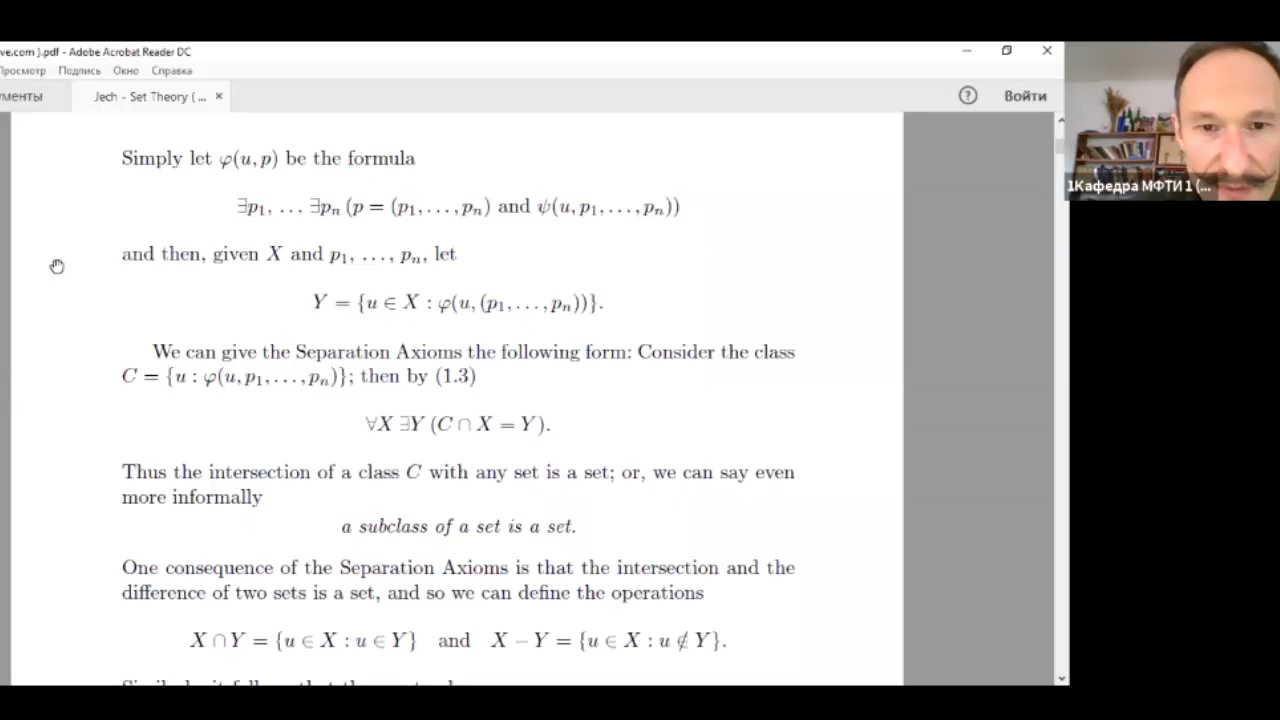 ve.com ).pdf - Adobe Acrobat Reader DC
Просмотр Подпись Окно Справка
ументы Jech - Set Theory ( ... × ? Войти
Simply let φ(u, p) be the formula
∃p₁, … ∃pₙ (p = (p₁, …, pₙ) and ψ(u, p₁, …, pₙ))
and then, given X and p₁, …, pₙ, let
Y = {u ∈ X : φ(u, (p₁, …, pₙ))}.
We can give the Separation Axioms the following form: Consider the class
C = {u : φ(u, p₁, …, pₙ)}; then by (1.3)
∀X ∃Y (C ∩ X = Y).
Thus the intersection of a class C with any set is a set; or, we can say even
more informally
a subclass of a set is a set.
One consequence of the Separation Axioms is that the intersection and the
difference of two sets is a set, and so we can define the operations
X ∩ Y = {u ∈ X : u ∈ Y} and X − Y = {u ∈ X : u ∉ Y}.
1Кафедра МФТИ 1 (...